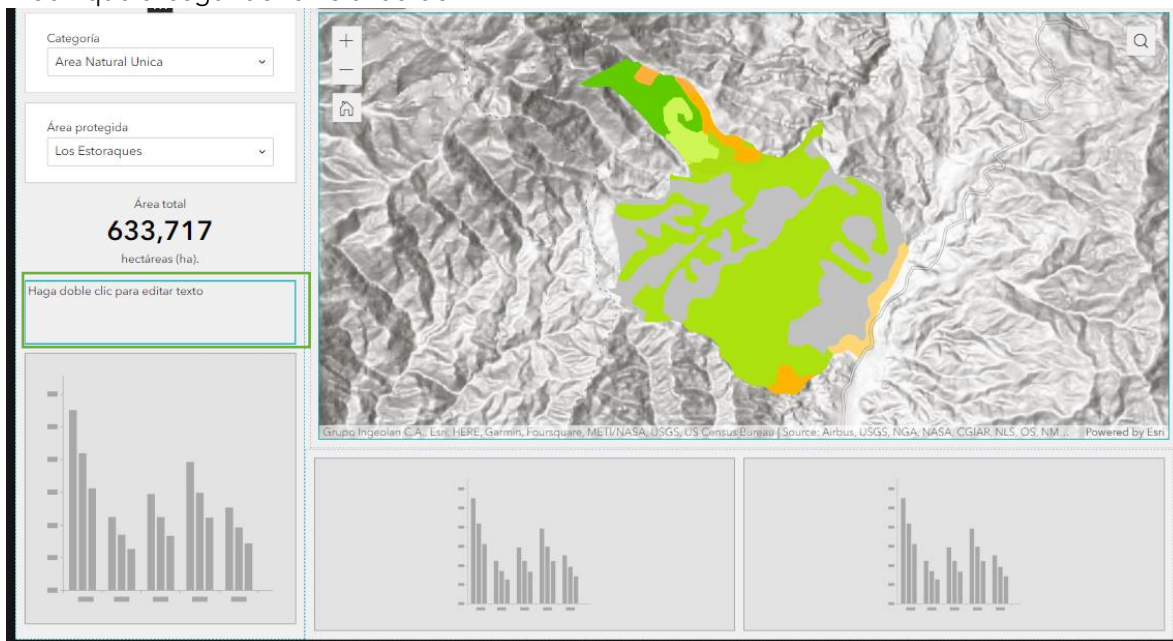 Categoría
Area Natural Unica
Área protegida
Los Estoraques
Área total
633,717
hectáreas (ha).
Haga doble clic para editar texto
Grupo Ingeolan C.A., Esri, HERE, Garmin, Foursquare, METI/NASA, USGS, US Census Bureau | Source: Airbus, USGS, NGA, NASA, CGIAR, NLS, OS, NM... Powered by Esri